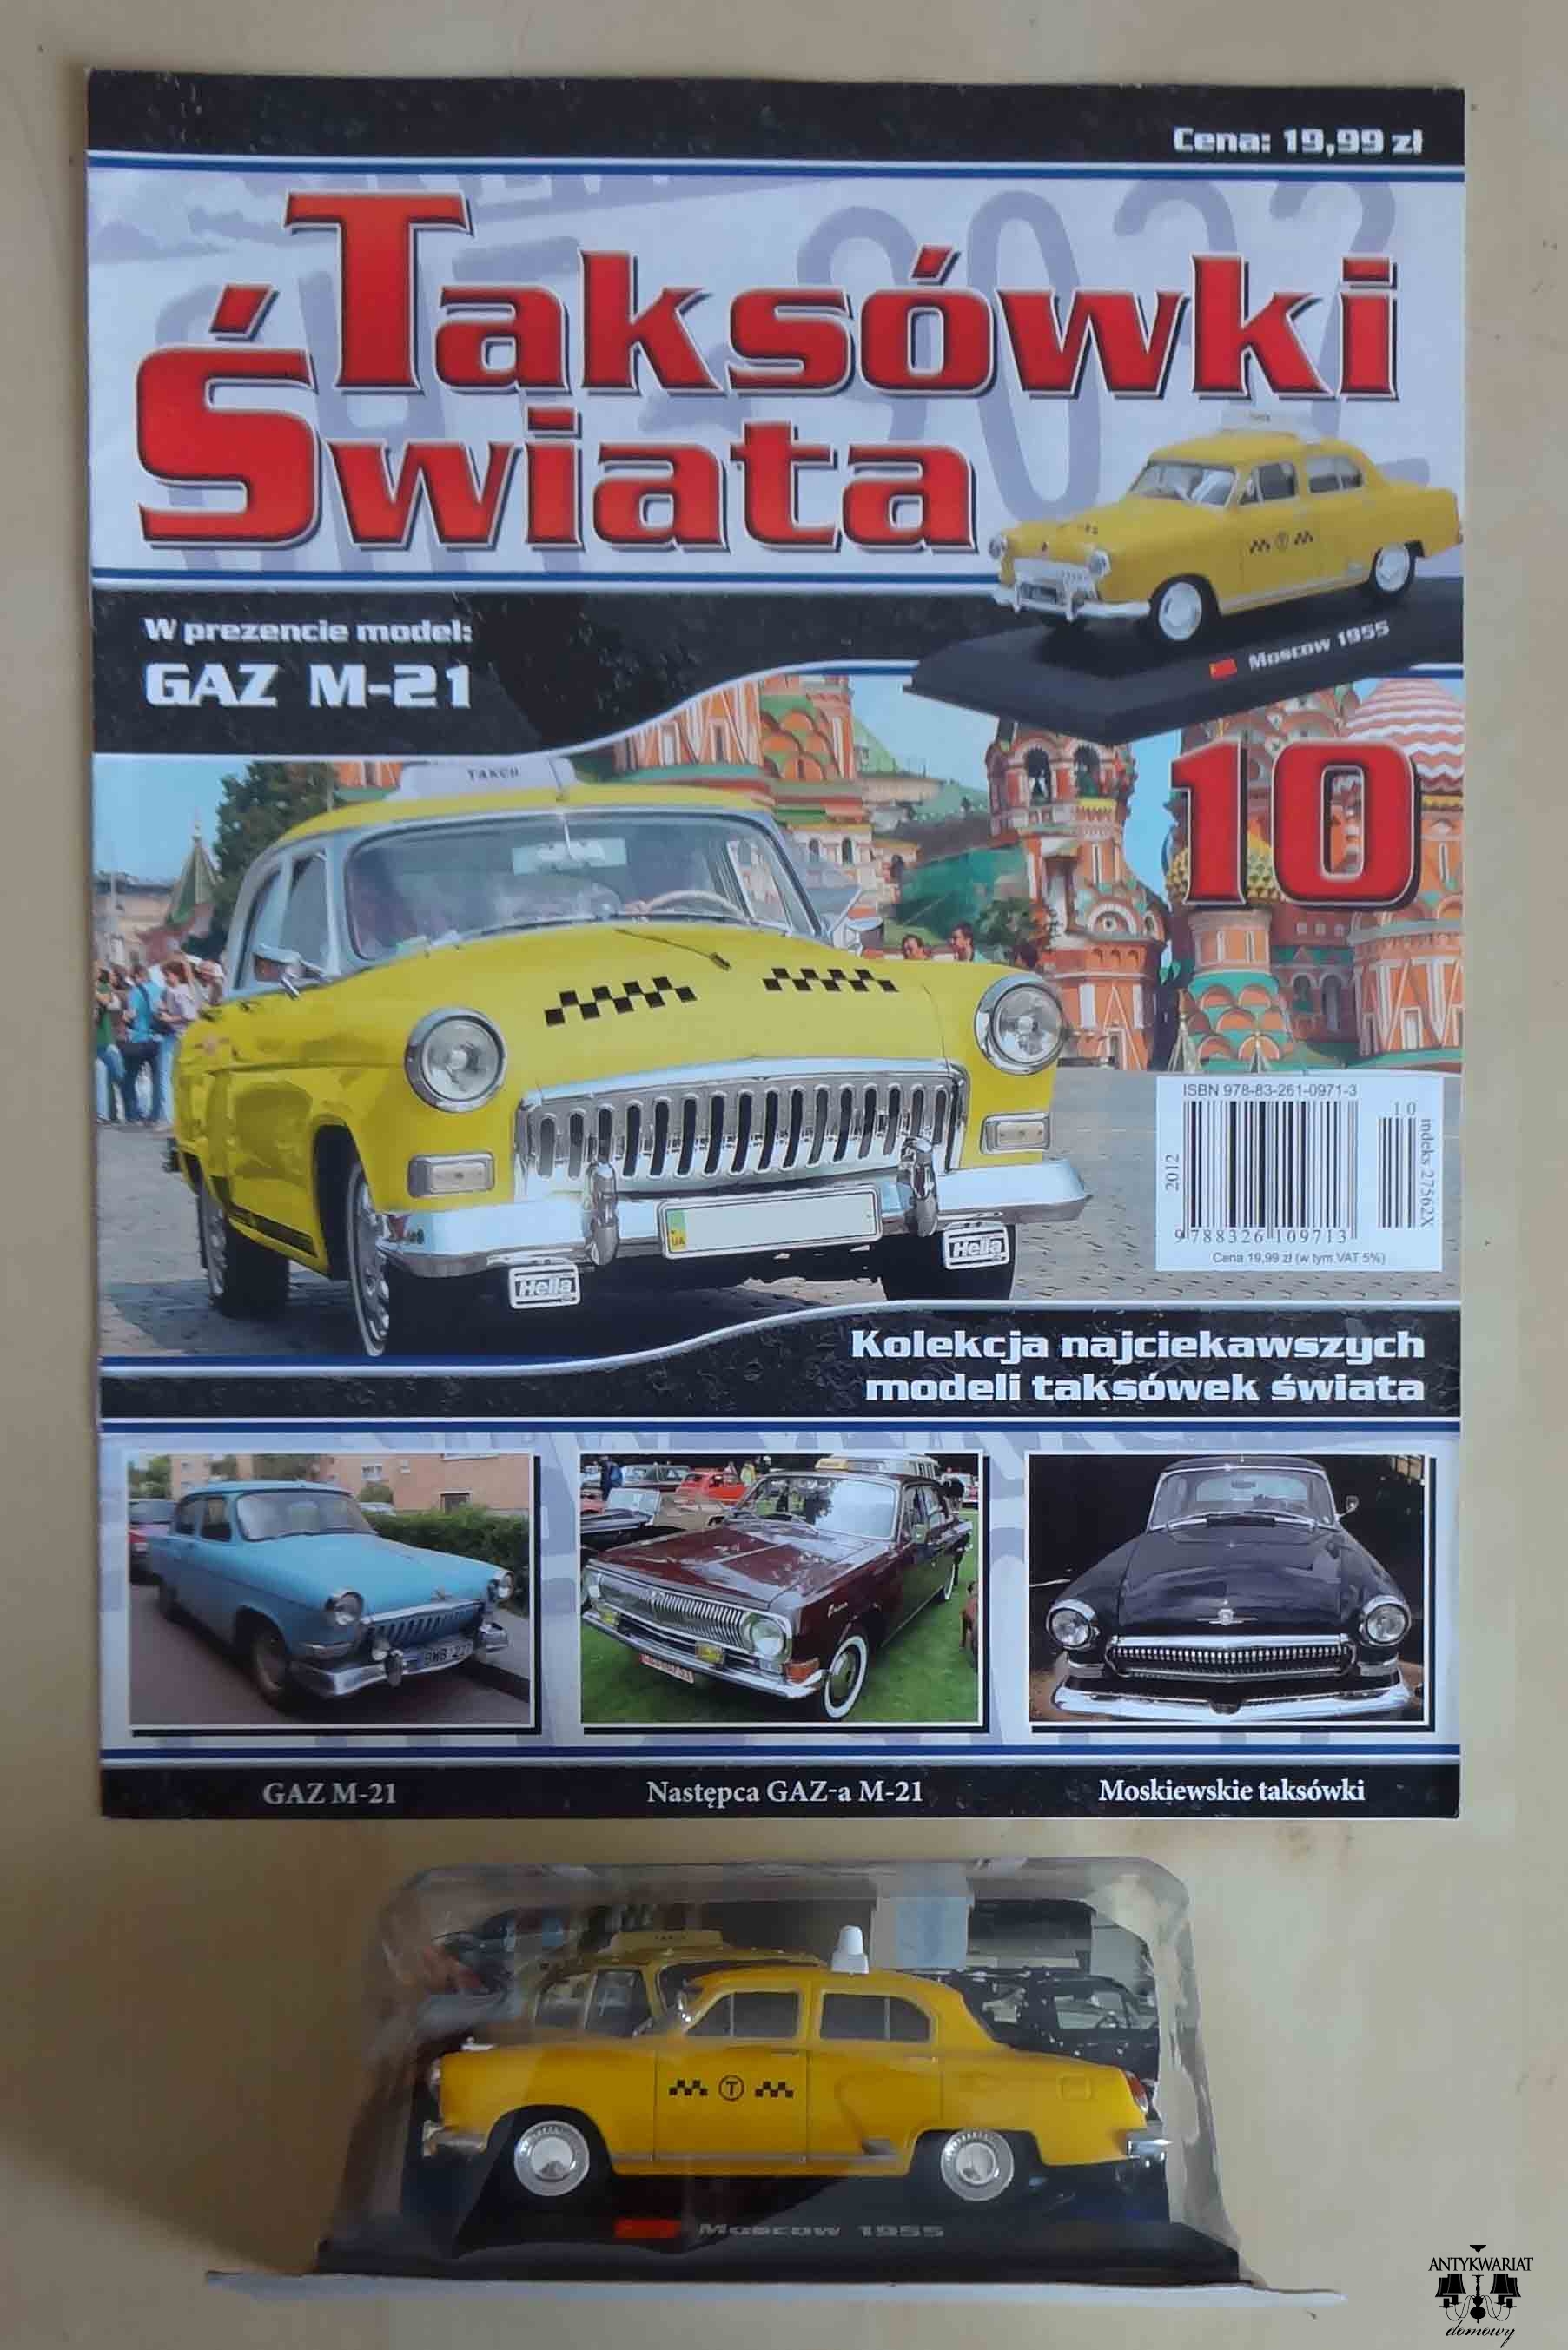 Cena: 19,99 zł
Taksówki
Świata
W prezencie model:
GAZ M-21
Moscow 1955
10
ТАКСИ
ISBN 978-83-261-0971-3
10
2012
indeks 27562X
9 788326 109713
Cena 19,99 zł (w tym VAT 5%)
UA
Hella
Hella
Kolekcja najciekawszych
modeli taksówek świata
GAZ M-21
Następca GAZ-a M-21
Moskiewskie taksówki
T
Moscow 1955
ANTYKWARIAT
domowy